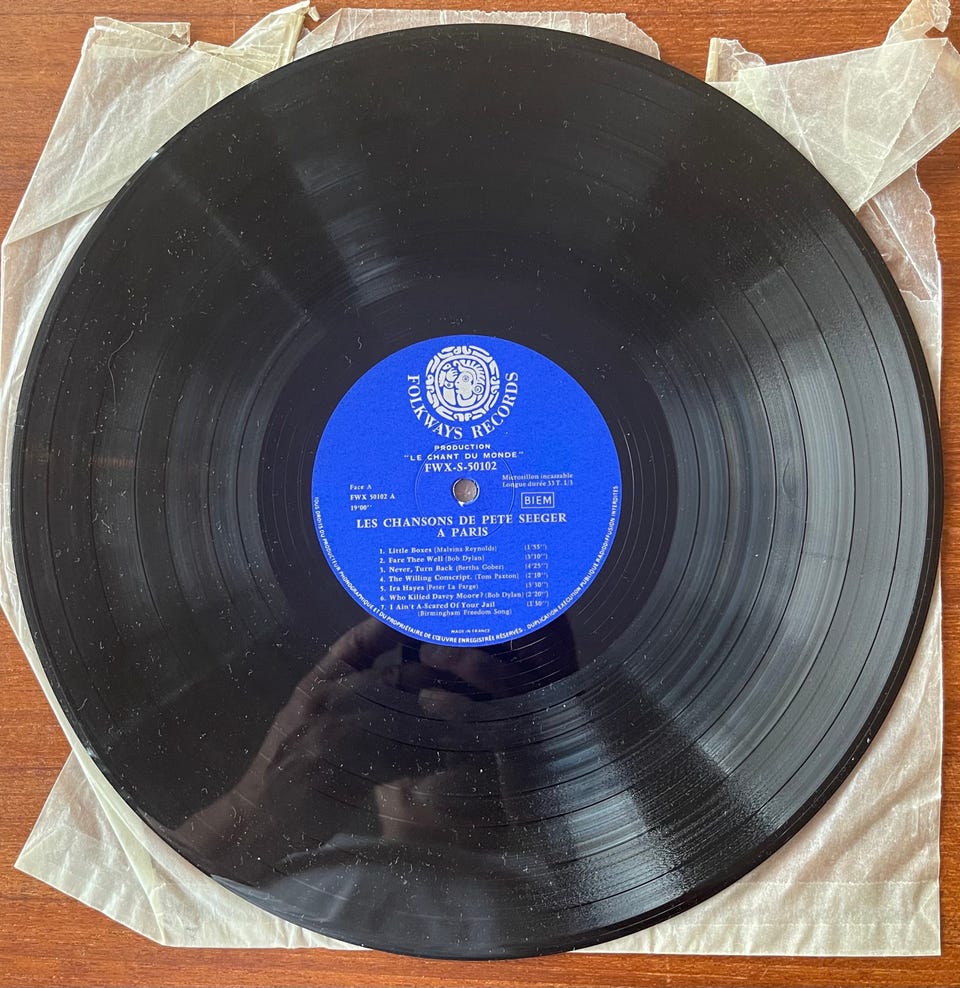 FOLKWAYS RECORDS
PRODUCTION
"LE CHANT DU MONDE"
FWX-S-50102
Microsillon incassable
Longue durée 33 T. 1/3
Face A
FWX 50102 A
19'00''
BIEM
LES CHANSONS DE PETE SEEGER
A PARIS
1. Little Boxes (Malvina Reynolds) (1'55'')
2. Fare Thee Well (Bob Dylan) (3'10'')
3. Never, Turn Back (Bertha Gober) (4'25'')
4. The Willing Conscript. (Tom Paxton) (2'10'')
5. Ira Hayes (Peter La Farge) (3'30'')
6. Who Killed Davey Moore? (Bob Dylan) (2'20'')
7. I Ain't A-Scared Of Your Jail (1'30'')
(Birmingham Freedom Song)
MADE IN FRANCE
TOUS DROITS DU PRODUCTEUR PHONOGRAPHIQUE ET DU PROPRIÉTAIRE DE L'ŒUVRE ENREGISTRÉE RÉSERVÉS - DUPLICATION EXÉCUTION PUBLIQUE RADIODIFFUSION INTERDITES